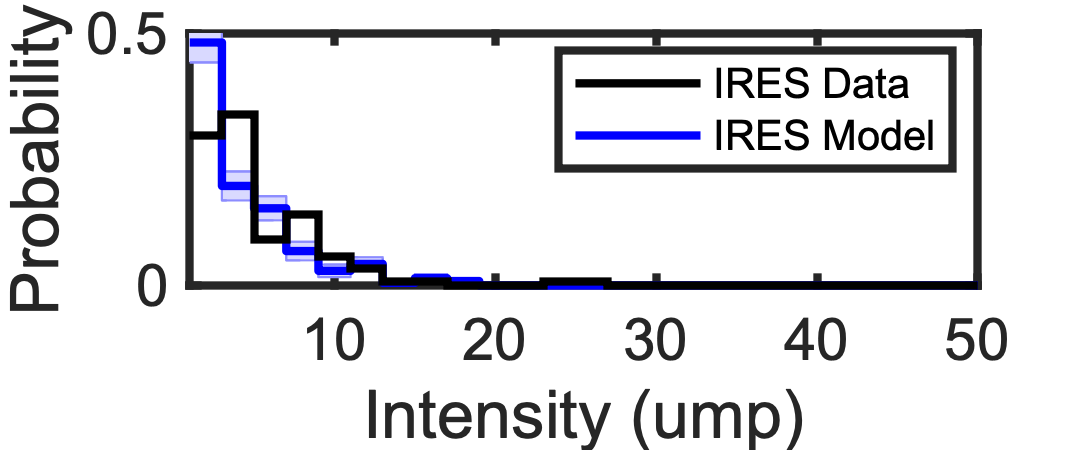 Probability
0.5
0
IRES Data
IRES Model
10 20 30 40 50
Intensity (ump)